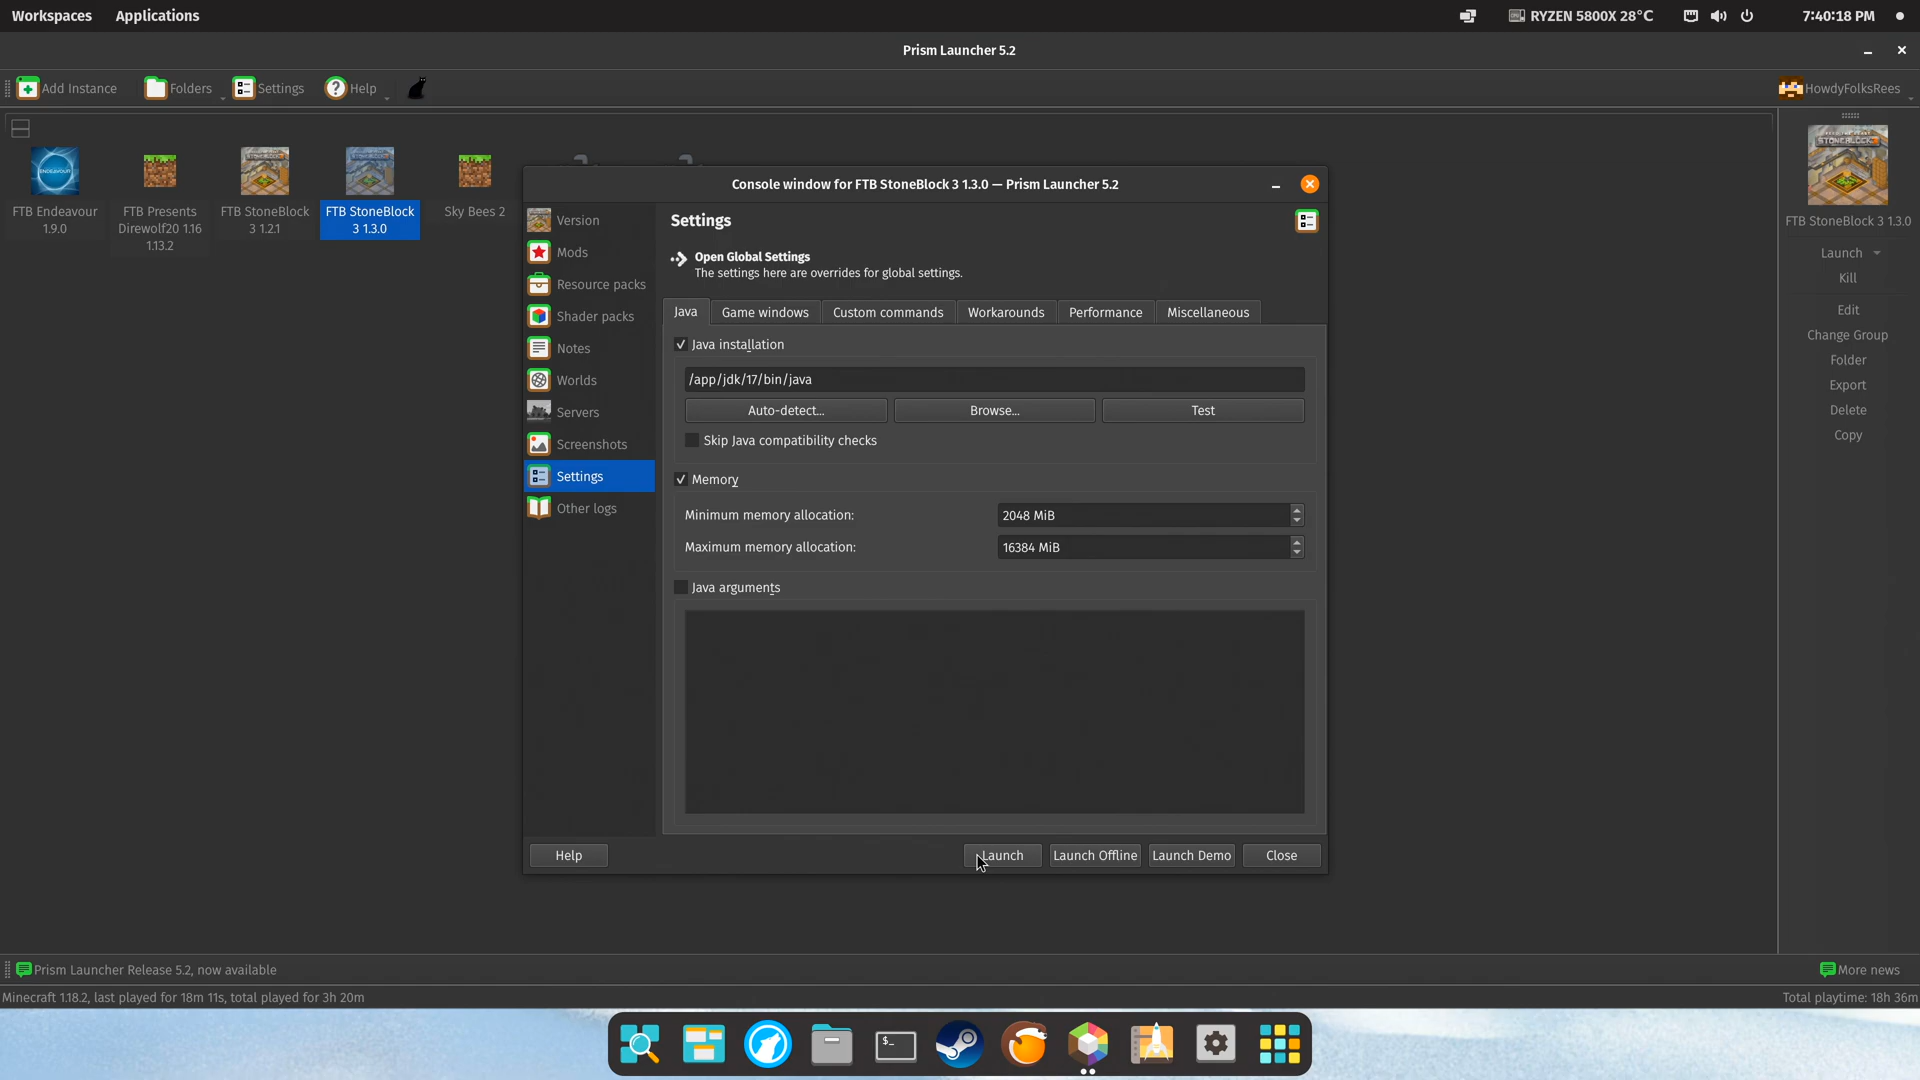 Workspaces
Applications
RYZEN 5800X 28°C
7:40:18 PM
Prism Launcher 5.2
Add Instance
Folders
Settings
Help
HowdyFolksRees
FTB Endeavour
1.9.0
FTB Presents
Direwolf20 1.16
1.13.2
FTB StoneBlock
3 1.2.1
FTB StoneBlock
3 1.3.0
Sky Bees 2
Console window for FTB StoneBlock 3 1.3.0 — Prism Launcher 5.2
Version
Mods
Resource packs
Shader packs
Notes
Worlds
Servers
Screenshots
Settings
Other logs
Settings
Open Global Settings
The settings here are overrides for global settings.
Java
Game windows
Custom commands
Workarounds
Performance
Miscellaneous
Java installation
/app/jdk/17/bin/java
Auto-detect...
Browse...
Test
Skip Java compatibility checks
Memory
Minimum memory allocation:
2048 MiB
Maximum memory allocation:
16384 MiB
Java arguments
Help
Launch
Launch Offline
Launch Demo
Close
STONEBLOCK
FTB StoneBlock 3 1.3.0
Launch
Kill
Edit
Change Group
Folder
Export
Delete
Copy
Prism Launcher Release 5.2, now available
More news
Minecraft 1.18.2, last played for 18m 11s, total played for 3h 20m
Total playtime: 18h 36m
$_